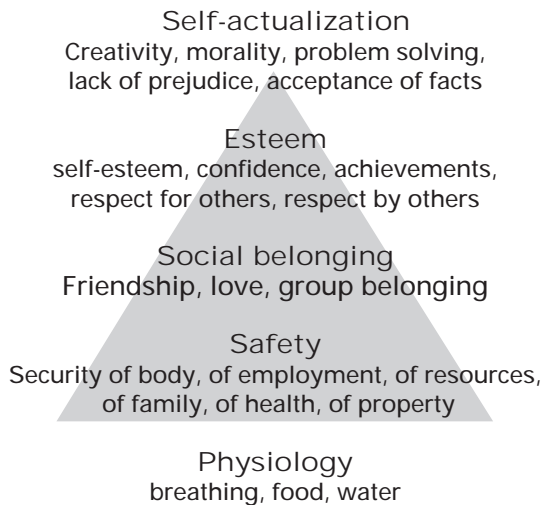 Self-actualization
Creativity, morality, problem solving,
lack of prejudice, acceptance of facts
Esteem
self-esteem, confidence, achievements,
respect for others, respect by others
Social belonging
Friendship, love, group belonging
Safety
Security of body, of employment, of resources,
of family, of health, of property
Physiology
breathing, food, water